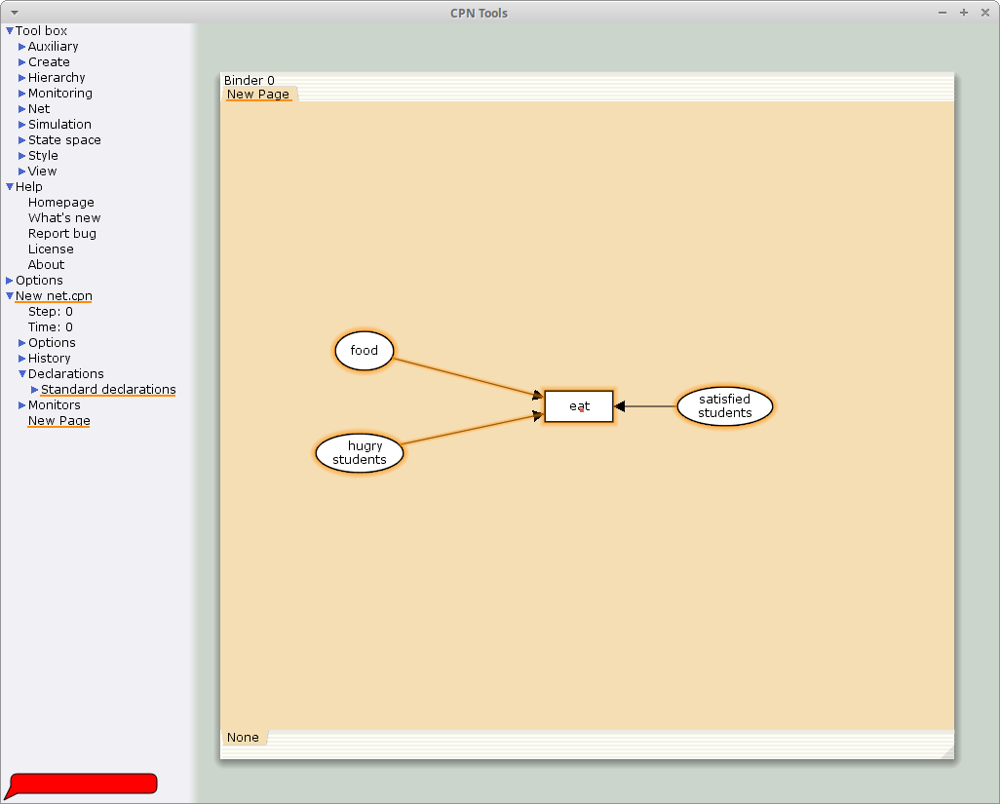 CPN Tools
Tool box
Auxiliary
Create
Hierarchy
Monitoring
Net
Simulation
State space
Style
View
Help
Homepage
What's new
Report bug
License
About
Options
New net.cpn
Step: 0
Time: 0
Options
History
Declarations
Standard declarations
Monitors
New Page
Binder 0
New Page
food
eat
satisfied
students
hugry
students
None